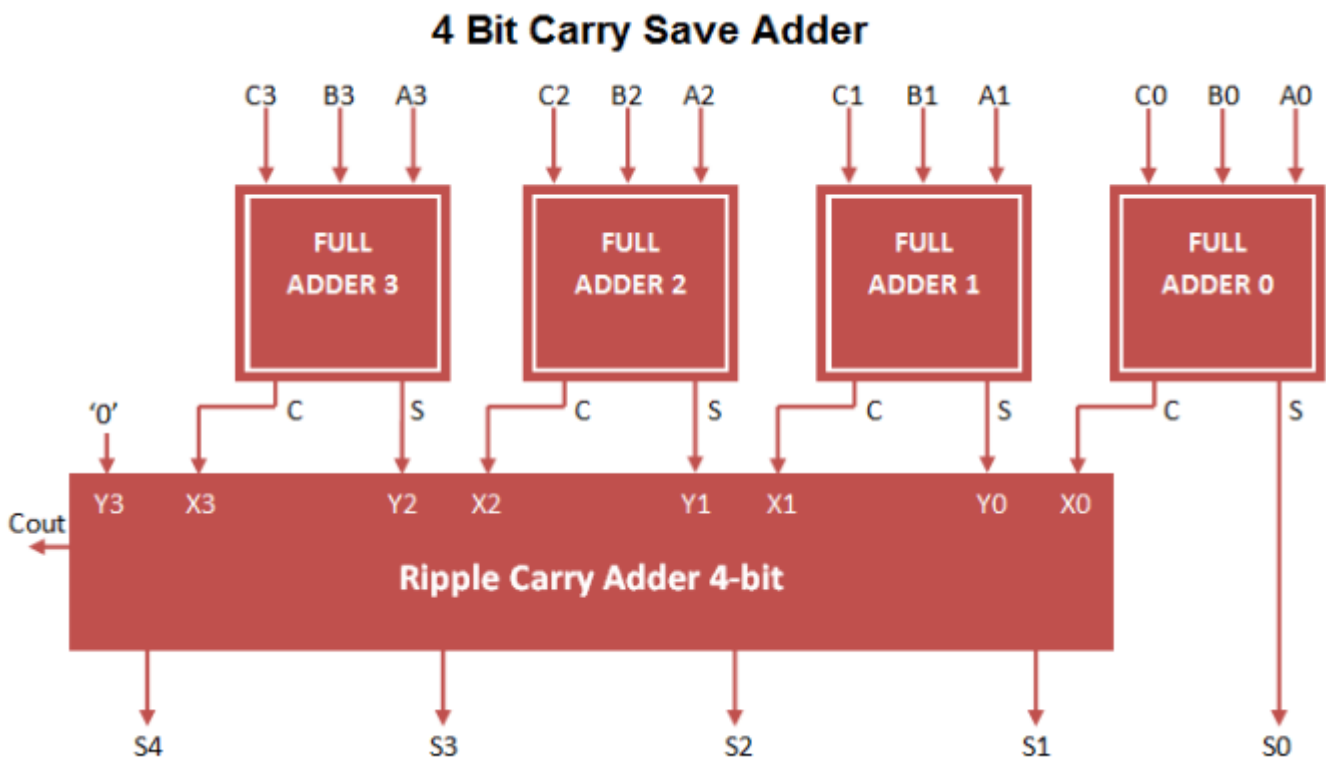 4 Bit Carry Save Adder
C3 B3 A3 C2 B2 A2 C1 B1 A1 C0 B0 A0
FULL FULL FULL FULL
ADDER 3 ADDER 2 ADDER 1 ADDER 0
‘0’ C S C S C S C S
Y3 X3 Y2 X2 Y1 X1 Y0 X0
Cout
Ripple Carry Adder 4-bit
S4 S3 S2 S1 S0